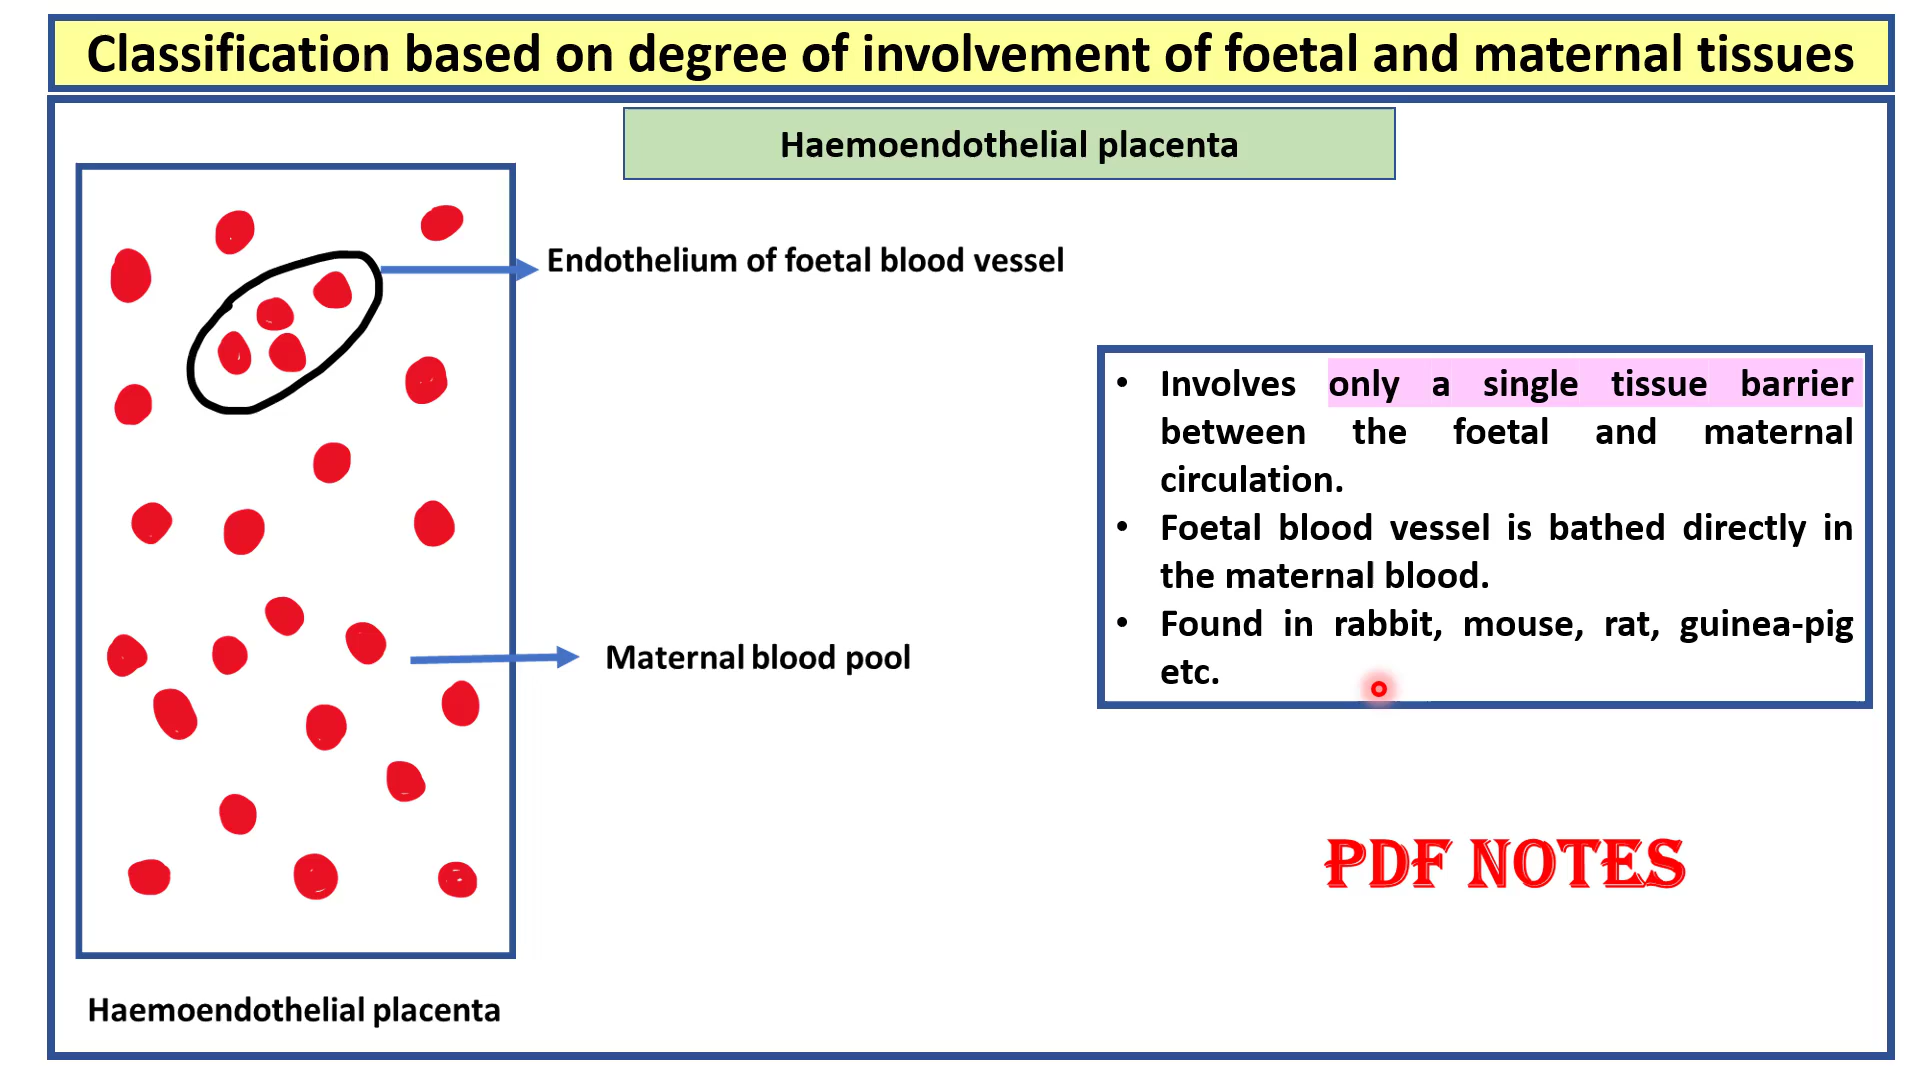 Classification based on degree of involvement of foetal and maternal tissues
Haemoendothelial placenta
Endothelium of foetal blood vessel
Maternal blood pool
Haemoendothelial placenta
• Involves only a single tissue barrier
between the foetal and maternal
circulation.
• Foetal blood vessel is bathed directly in
the maternal blood.
• Found in rabbit, mouse, rat, guinea-pig
etc.
PDF NOTES